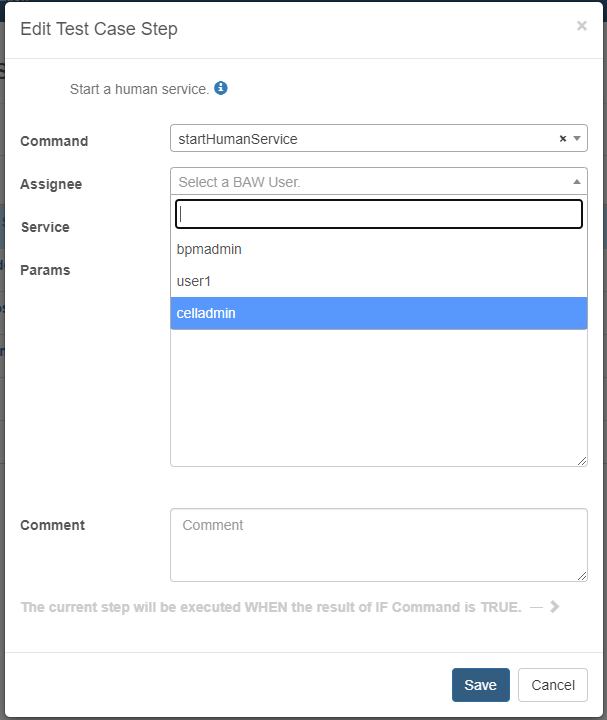 Edit Test Case Step
×
Start a human service.
Command
startHumanService
×
Assignee
Select a BAW User.
Service
bpmadmin
Params
user1
celladmin
Comment
Comment
The current step will be executed WHEN the result of IF Command is TRUE.
Save
Cancel